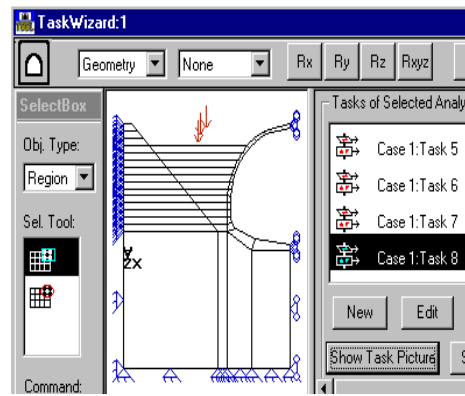 TaskWizard:1
Geometry None Rx Ry Rz Rxyz
SelectBox
Obj. Type:
Region
Sel. Tool:
Command:
Tasks of Selected Analy
Case 1:Task 5
Case 1:Task 6
Case 1:Task 7
Case 1:Task 8
New Edit
Show Task Picture S